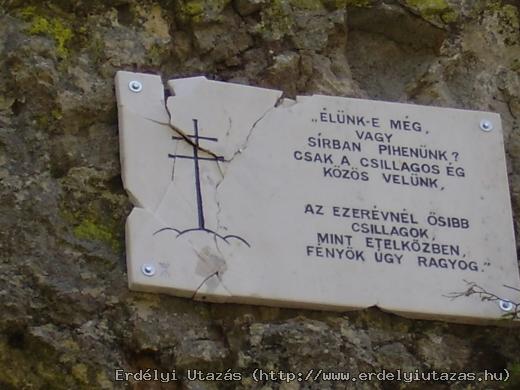 „ÉLÜNK-E MÉG,
VAGY
SÍRBAN PIHENÜNK,?
CSAK A CSILLAGOS ÉG
KÖZÖS VELÜNK,
AZ EZERÉVNÉL ŐSIBB
CSILLAGOK,
MINT ETELKÖZBEN,
FÉNYÖK ÚGY RAGYOG."
Erdélyi Utazás (http://www.erdelyiutazas.hu)